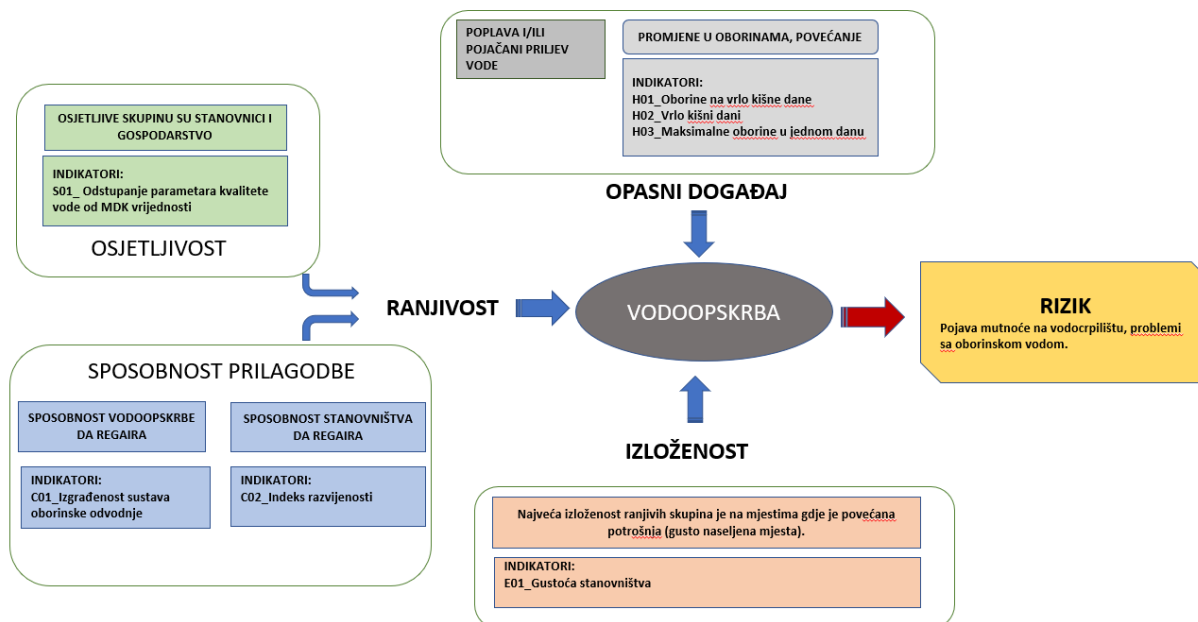 POPLAVA I/ILI
POJAČANI PRILJEV
VODE
PROMJENE U OBORINAMA, POVEĆANJE
INDIKATORI:
H01_Oborine na vrlo kišne dane
H02_Vrlo kišni dani
H03_Maksimalne oborine u jednom danu
OPASNI DOGAĐAJ
OSJETLJIVE SKUPINU SU STANOVNICI I
GOSPODARSTVO
INDIKATORI:
S01_ Odstupanje parametara kvalitete
vode od MDK vrijednosti
OSJETLJIVOST
RANJIVOST
VODOOPSKRBA
RIZIK
Pojava mutnoće na vodocrpilištu, problemi
sa oborinskom vodom.
SPOSOBNOST PRILAGODBE
SPOSOBNOST VODOOPSKRBE
DA REGAIRA
SPOSOBNOST STANOVNIŠTVA
DA REGAIRA
INDIKATORI:
C01_Izgrađenost sustava
oborinske odvodnje
INDIKATORI:
C02_Indeks razvijenosti
IZLOŽENOST
Najveća izloženost ranjivih skupina je na mjestima gdje je povećana
potrošnja (gusto naseljena mjesta).
INDIKATORI:
E01_Gustoća stanovništva